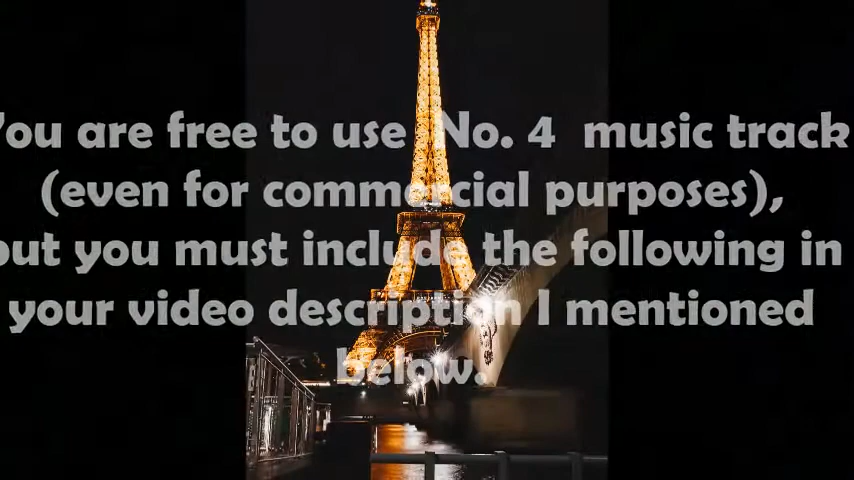 You are free to use No. 4 music track
(even for commercial purposes),
but you must include the following in
your video description I mentioned
below.